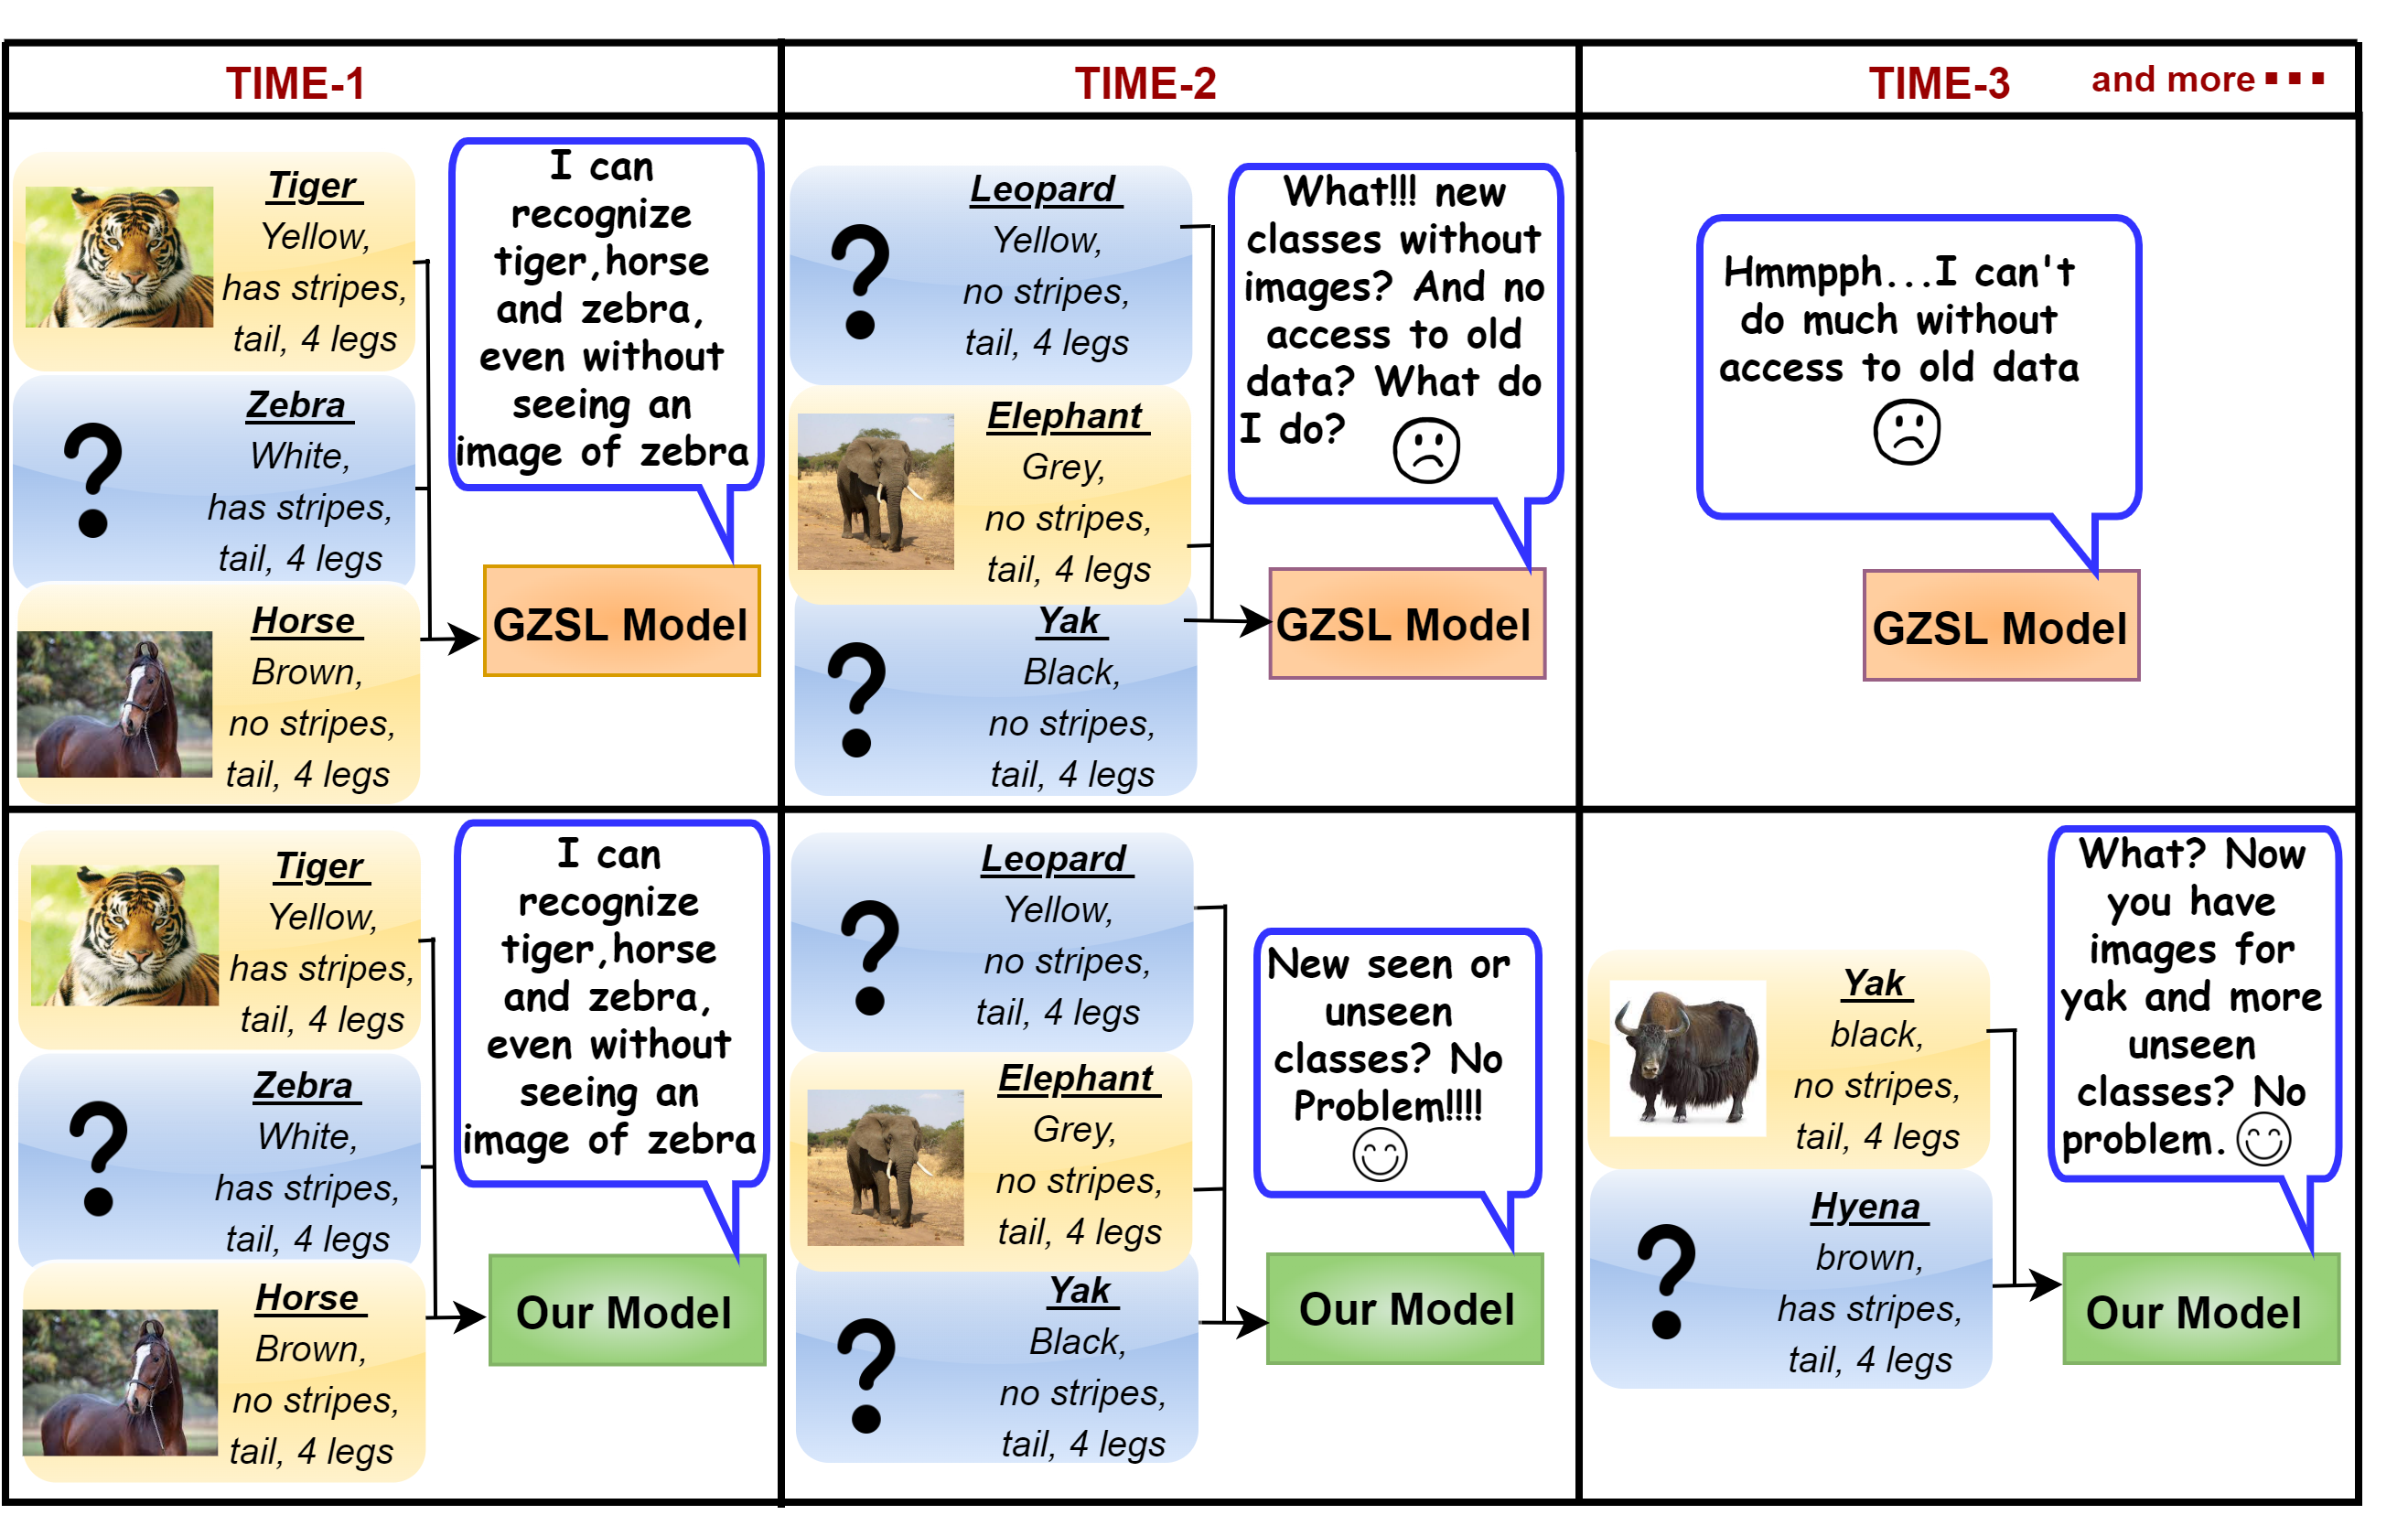 TIME-1
TIME-2
TIME-3
and more ...
Tiger
Yellow,
has stripes,
tail, 4 legs
Zebra
White,
has stripes,
tail, 4 legs
Horse
Brown,
no stripes,
tail, 4 legs
I can
recognize
tiger,horse
and zebra,
even without
seeing an
image of zebra
GZSL Model
Leopard
Yellow,
no stripes,
tail, 4 legs
Elephant
Grey,
no stripes,
tail, 4 legs
Yak
Black,
no stripes,
tail, 4 legs
What!!! new
classes without
images? And no
access to old
data? What do
I do?
GZSL Model
Hmmpph...I can't
do much without
access to old data
GZSL Model
Tiger
Yellow,
has stripes,
tail, 4 legs
Zebra
White,
has stripes,
tail, 4 legs
Horse
Brown,
no stripes,
tail, 4 legs
I can
recognize
tiger,horse
and zebra,
even without
seeing an
image of zebra
Our Model
Leopard
Yellow,
no stripes,
tail, 4 legs
Elephant
Grey,
no stripes,
tail, 4 legs
Yak
Black,
no stripes,
tail, 4 legs
New seen or
unseen
classes? No
Problem!!!!
Our Model
Yak
black,
no stripes,
tail, 4 legs
Hyena
brown,
has stripes,
tail, 4 legs
What? Now
you have
images for
yak and more
unseen
classes? No
problem.
Our Model